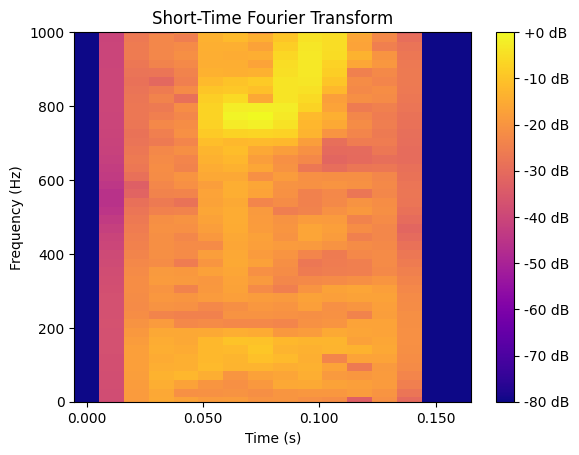 Short-Time Fourier Transform
Frequency (Hz)
1000
800
600
400
200
0
0.000
0.050
0.100
0.150
Time (s)
+0 dB
-10 dB
-20 dB
-30 dB
-40 dB
-50 dB
-60 dB
-70 dB
-80 dB